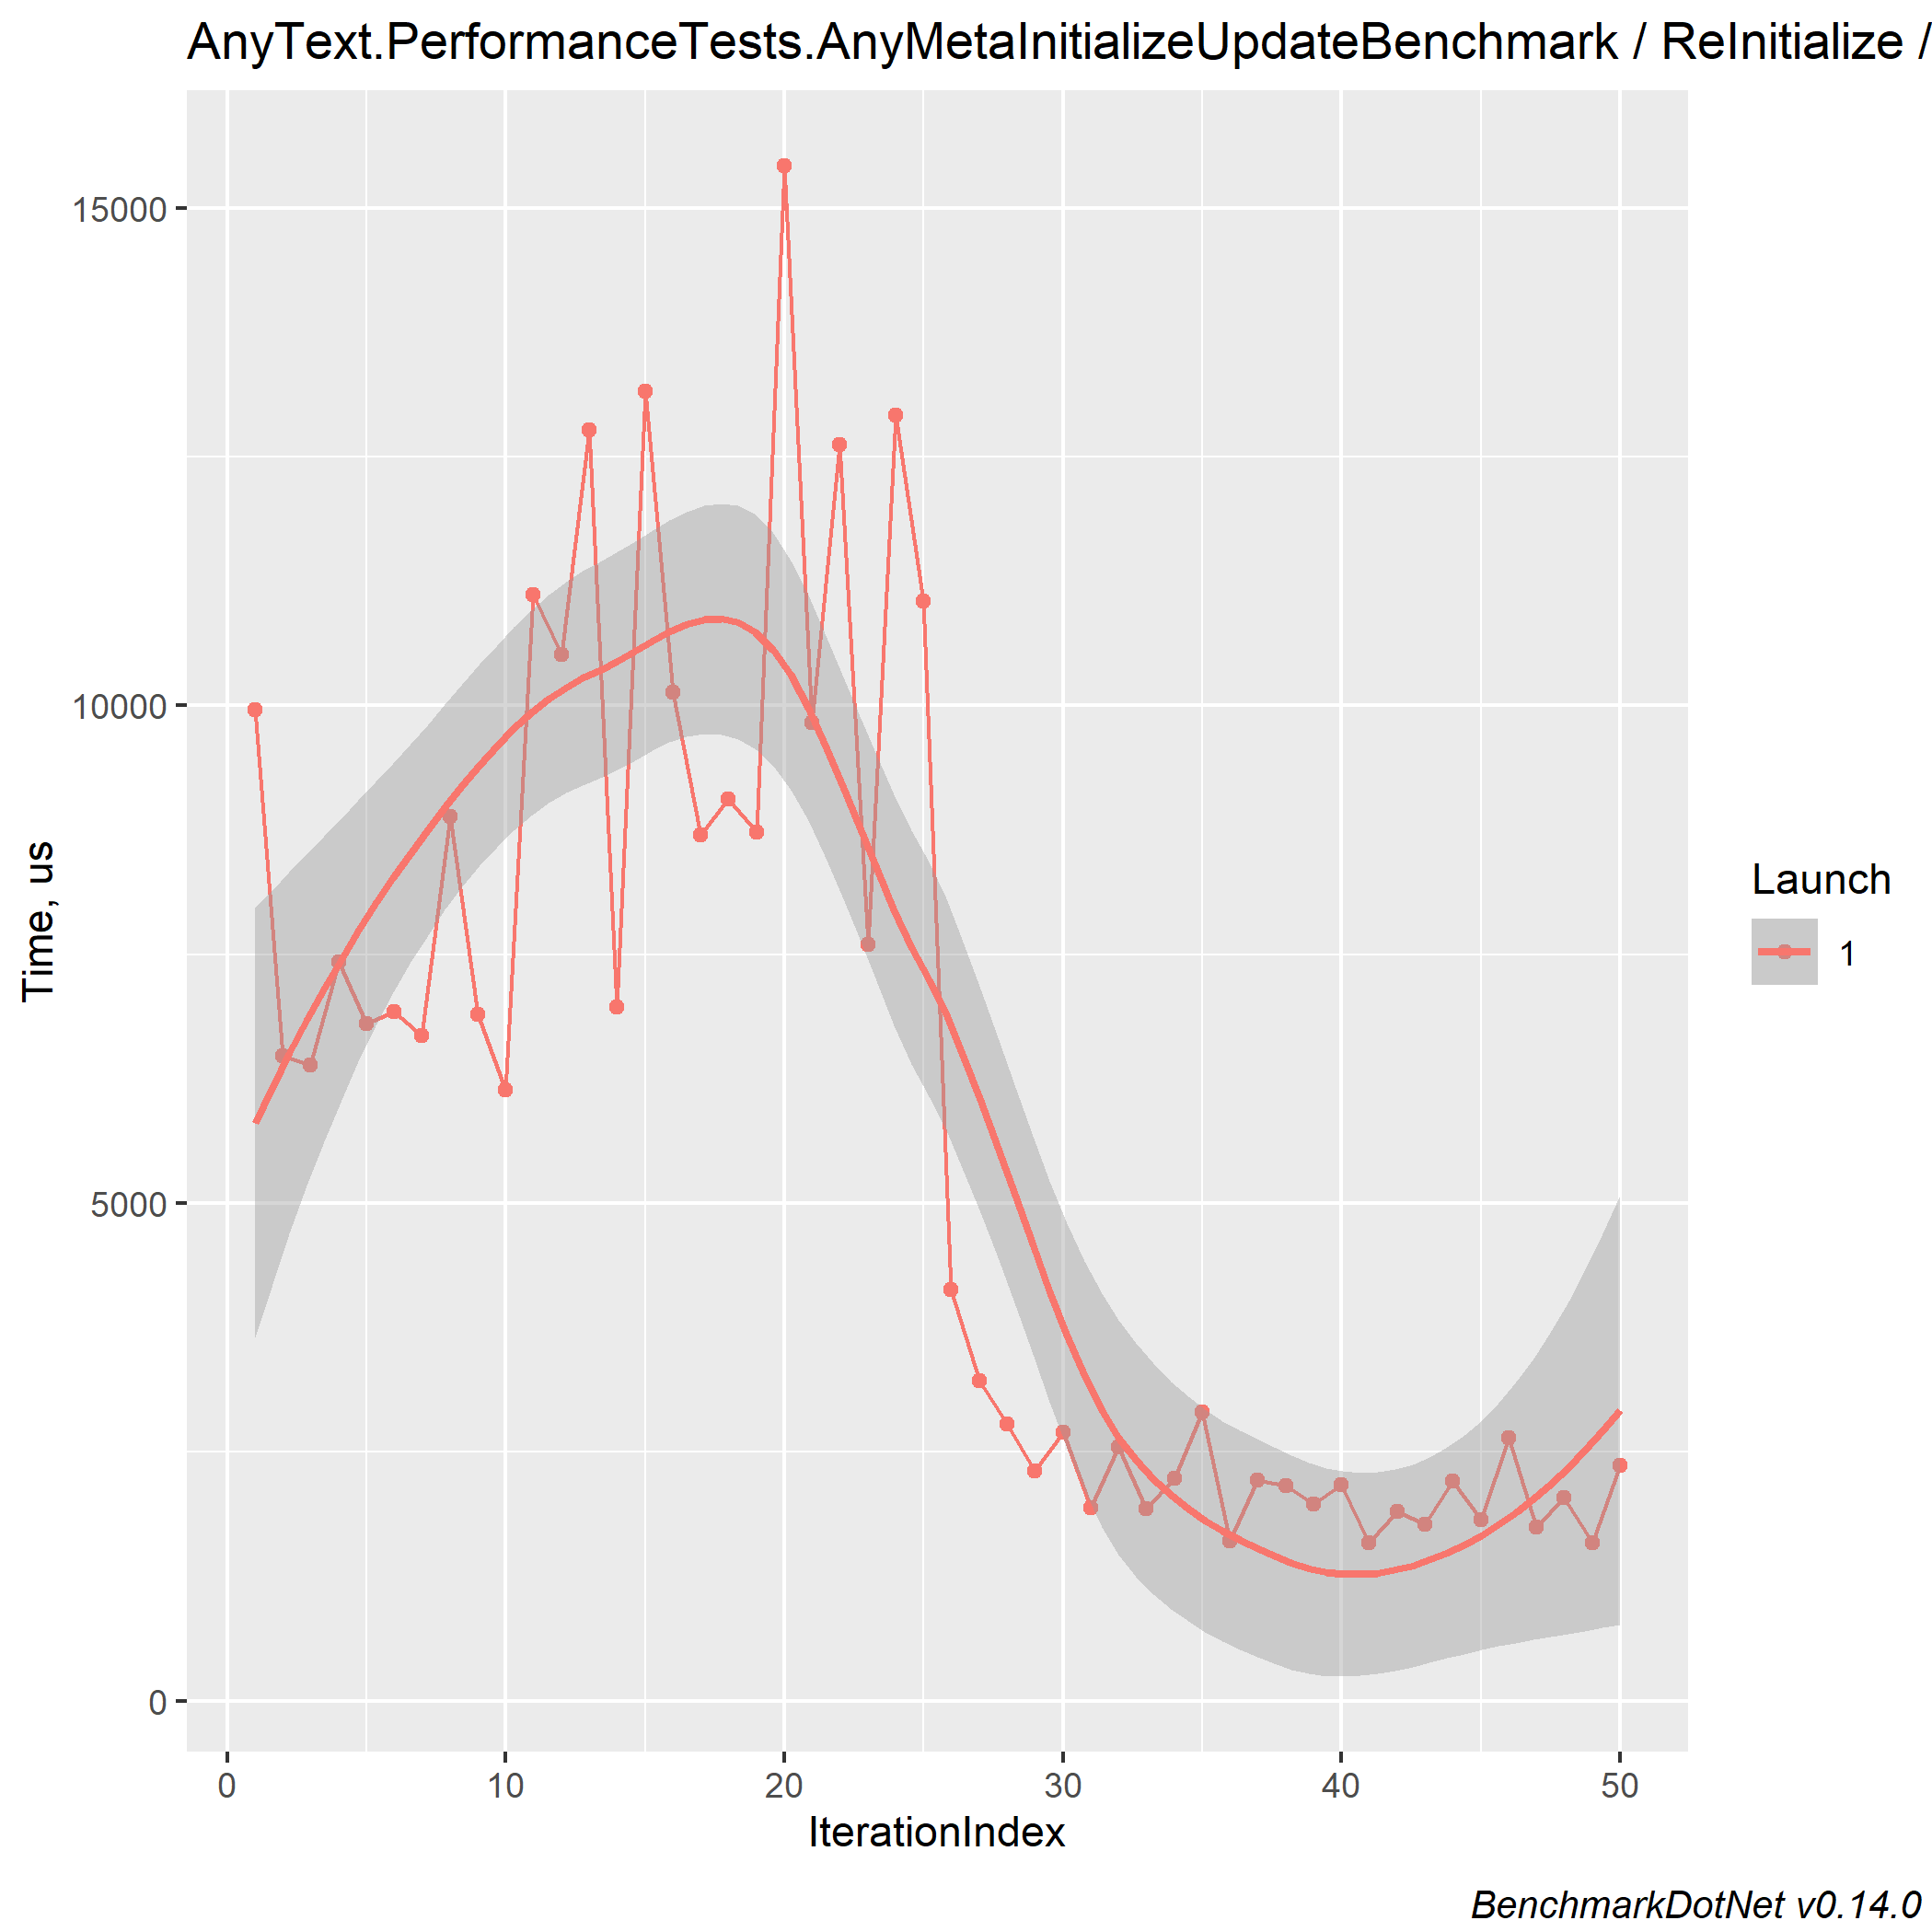 AnyText.PerformanceTests.AnyMetaInitializeUpdateBenchmark / ReInitialize /
15000
10000
5000
0
Time, us
0 10 20 30 40 50
IterationIndex
Launch
1
BenchmarkDotNet v0.14.0